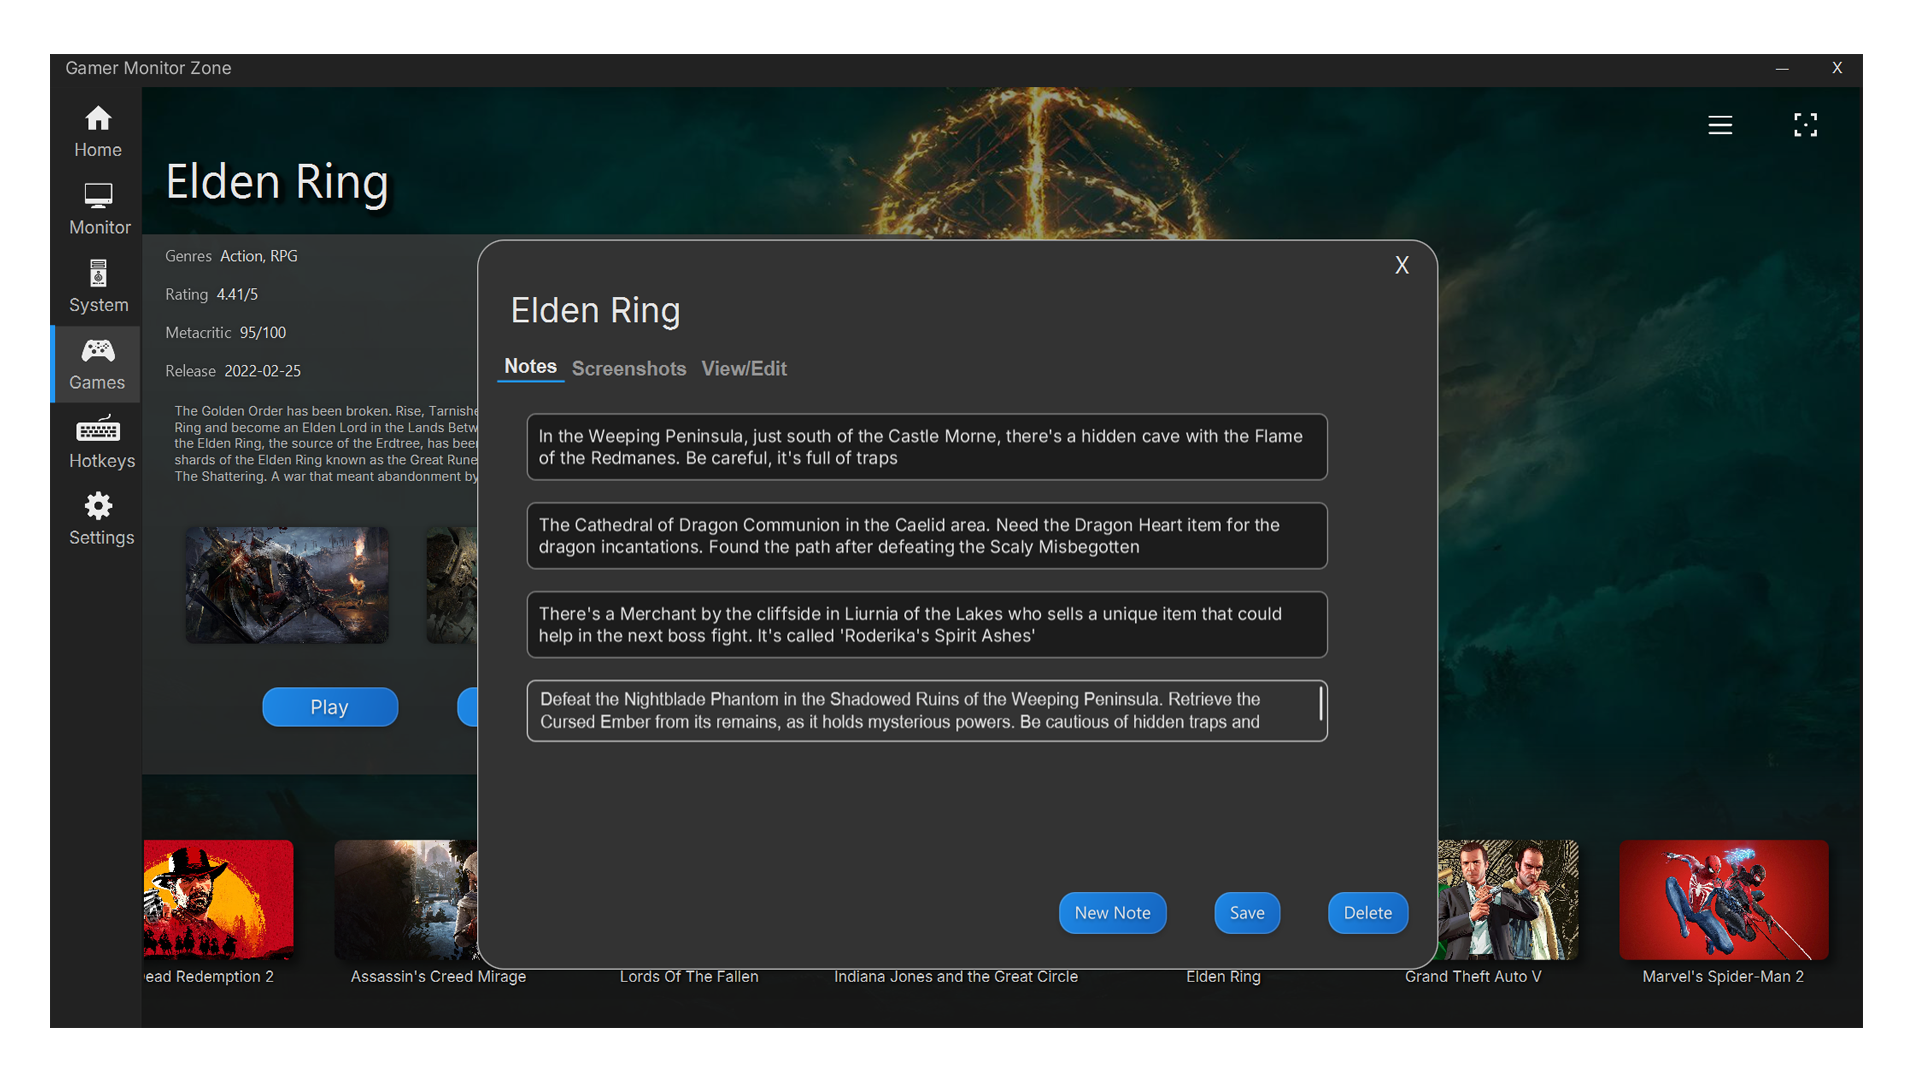 Gamer Monitor Zone
— X
Home
Monitor
System
Games
Hotkeys
Settings
Elden Ring
Genres Action, RPG
Rating 4.41/5
Metacritic 95/100
Release 2022-02-25
The Golden Order has been broken. Rise, Tarnishe
Ring and become an Elden Lord in the Lands Betw
the Elden Ring, the source of the Erdtree, has beer
shards of the Elden Ring known as the Great Rune
The Shattering. A war that meant abandonment by
Play
X
Elden Ring
Notes Screenshots View/Edit
In the Weeping Peninsula, just south of the Castle Morne, there's a hidden cave with the Flame
of the Redmanes. Be careful, it's full of traps
The Cathedral of Dragon Communion in the Caelid area. Need the Dragon Heart item for the
dragon incantations. Found the path after defeating the Scaly Misbegotten
There's a Merchant by the cliffside in Liurnia of the Lakes who sells a unique item that could
help in the next boss fight. It's called 'Roderika's Spirit Ashes'
Defeat the Nightblade Phantom in the Shadowed Ruins of the Weeping Peninsula. Retrieve the
Cursed Ember from its remains, as it holds mysterious powers. Be cautious of hidden traps and
New Note Save Delete
ead Redemption 2
Assassin's Creed Mirage
Lords Of The Fallen
Indiana Jones and the Great Circle
Elden Ring
Grand Theft Auto V
Marvel's Spider-Man 2